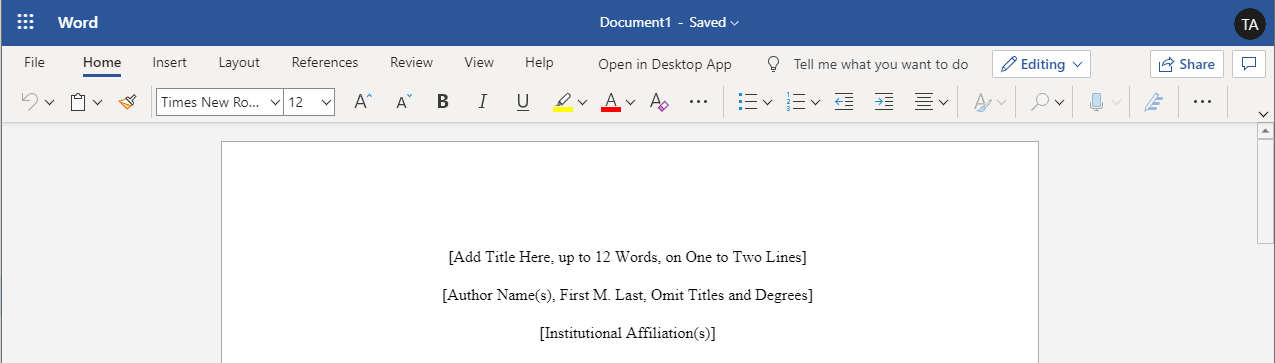 Word
Document1 - Saved
TA
File Home Insert Layout References Review View Help Open in Desktop App Tell me what you want to do Editing Share
Times New Ro... 12 A A B I U A A ...
[Add Title Here, up to 12 Words, on One to Two Lines]
[Author Name(s), First M. Last, Omit Titles and Degrees]
[Institutional Affiliation(s)]